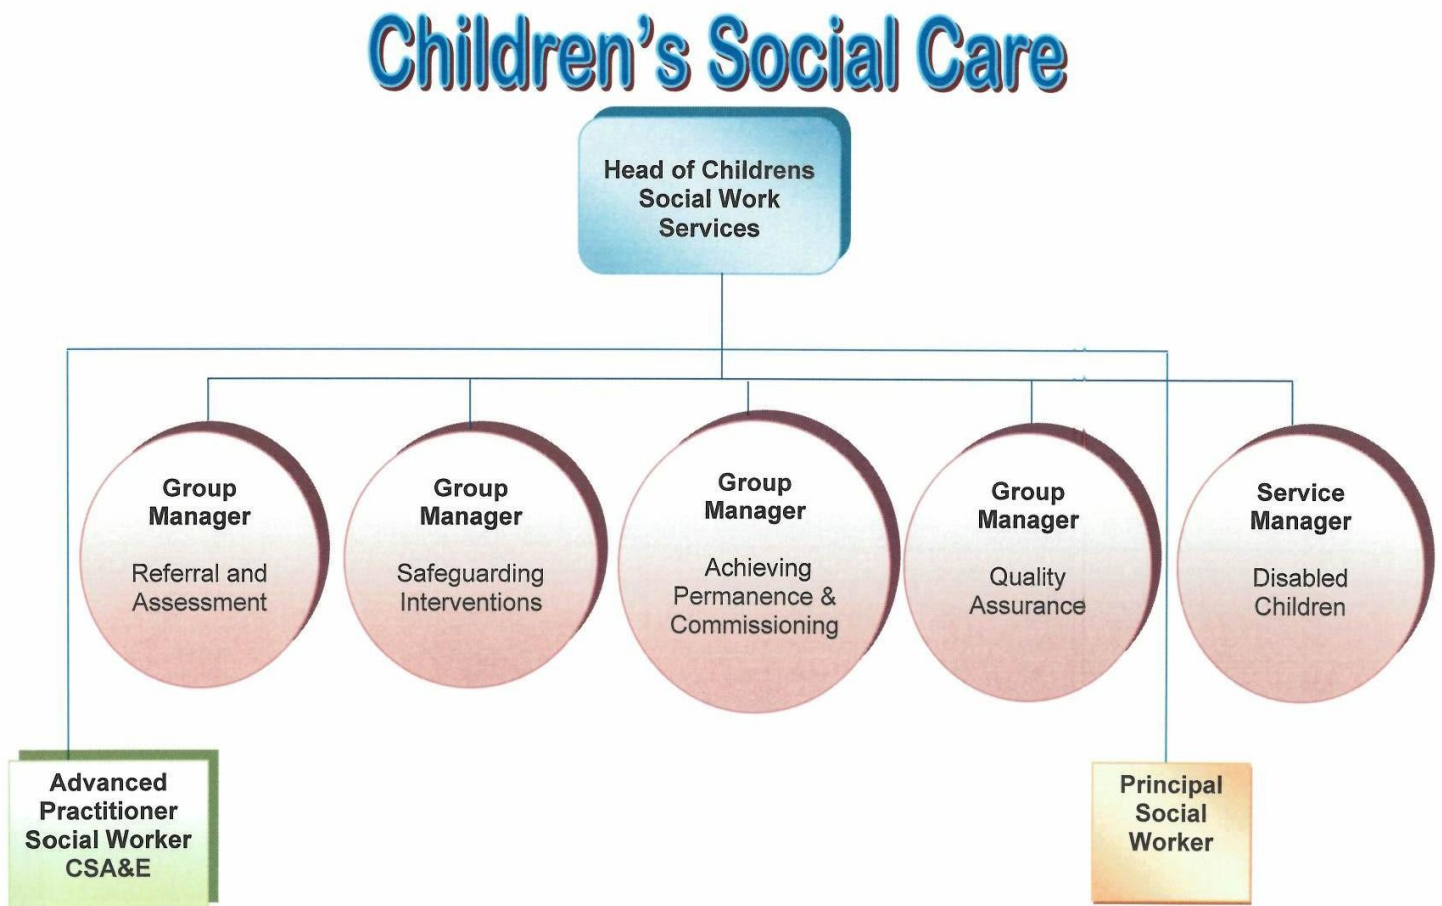 Children's Social Care
Head of Childrens
Social Work
Services
Group
Manager
Referral and
Assessment
Group
Manager
Safeguarding
Interventions
Group
Manager
Achieving
Permanence &
Commissioning
Group
Manager
Quality
Assurance
Service
Manager
Disabled
Children
Advanced
Practitioner
Social Worker
CSA&E
Principal
Social
Worker